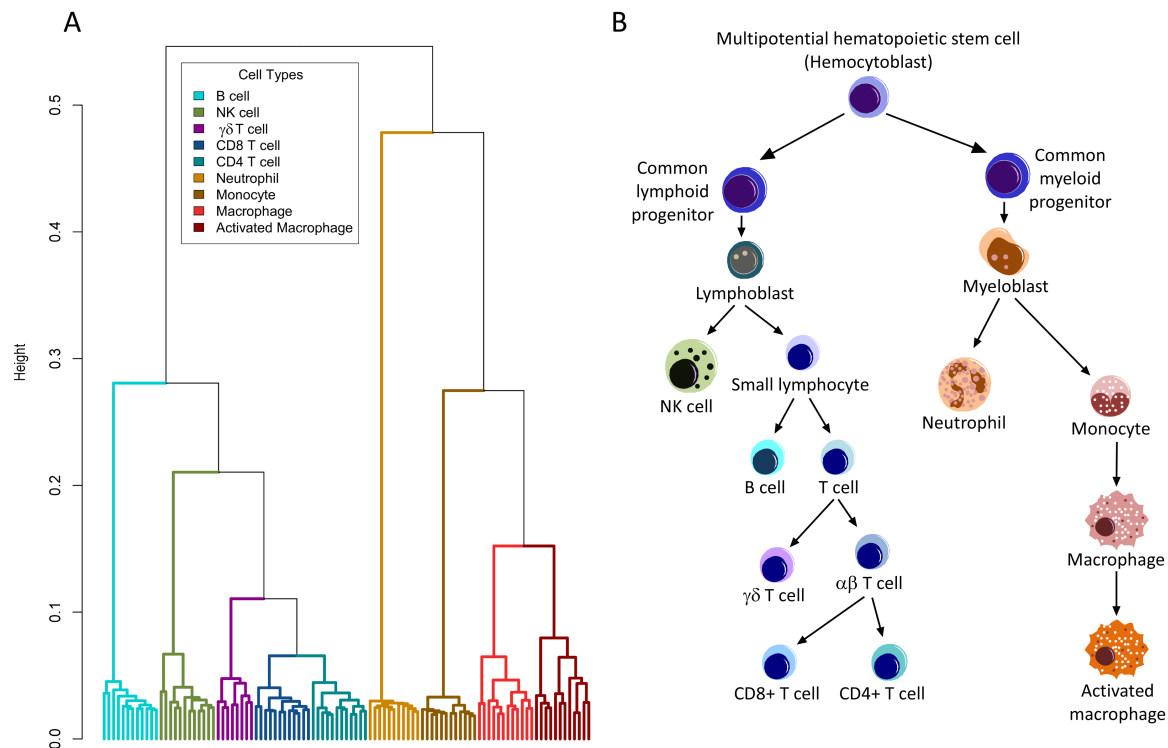 A
Cell Types
B cell
NK cell
γδ T cell
CD8 T cell
CD4 T cell
Neutrophil
Monocyte
Macrophage
Activated Macrophage
Height
0.5
0.4
0.3
0.2
0.1
0.0
B
Multipotential hematopoietic stem cell
(Hemocytoblast)
Common
lymphoid
progenitor
Common
myeloid
progenitor
Lymphoblast
Myeloblast
NK cell
Small lymphocyte
Neutrophil
Monocyte
B cell
T cell
γδ T cell
αβ T cell
Macrophage
CD8+ T cell
CD4+ T cell
Activated
macrophage